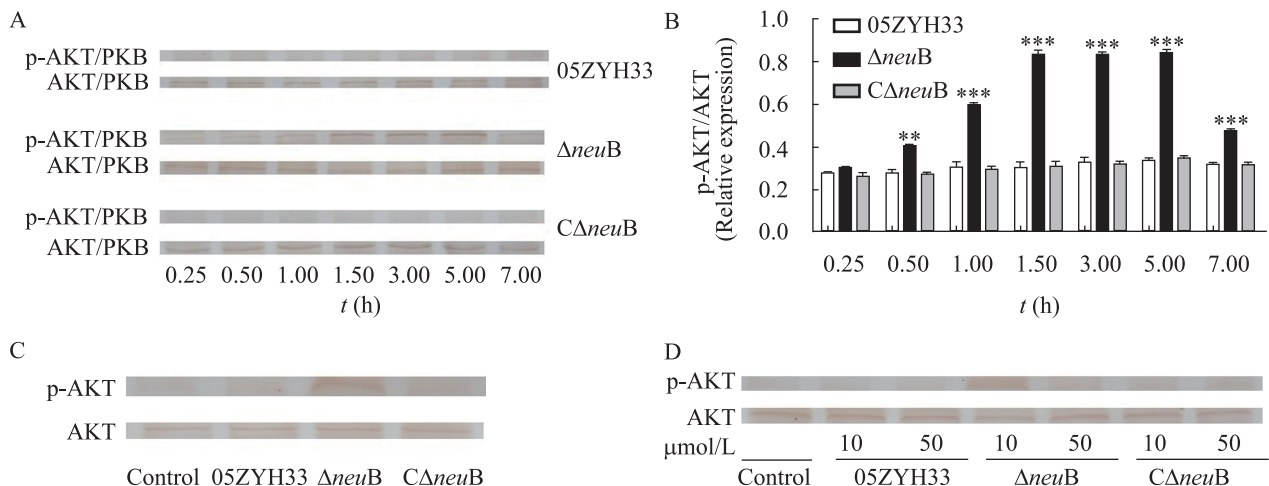 A
p-AKT/PKB
AKT/PKB
05ZYH33
p-AKT/PKB
AKT/PKB
ΔneuB
p-AKT/PKB
AKT/PKB
CΔneuB
0.25 0.50 1.00 1.50 3.00 5.00 7.00
t (h)
B
p-AKT/AKT
(Relative expression)
1.0
0.8
0.6
0.4
0.2
0.0
05ZYH33
ΔneuB
CΔneuB
** *** *** *** *** ***
0.25 0.50 1.00 1.50 3.00 5.00 7.00
t (h)
C
p-AKT
AKT
Control 05ZYH33 ΔneuB CΔneuB
D
p-AKT
AKT
μmol/L 10 50 10 50 10 50
Control 05ZYH33 ΔneuB CΔneuB